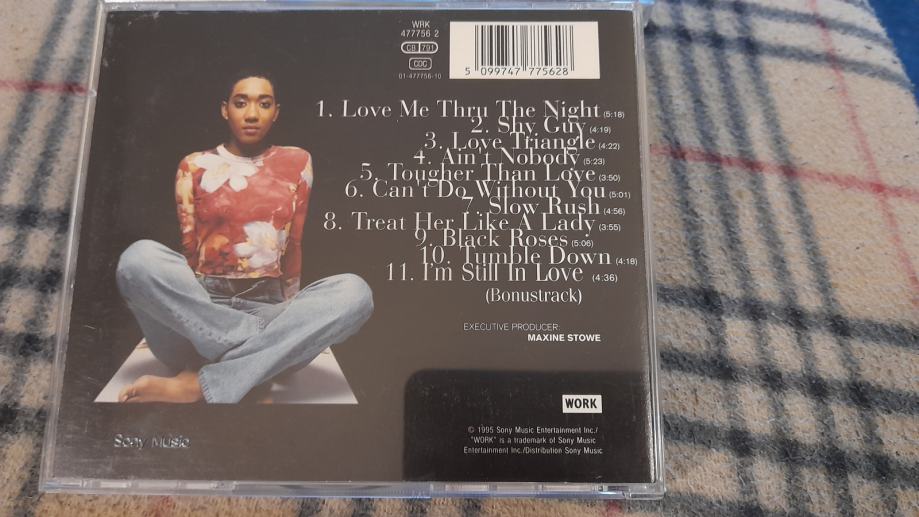 WRK
477756 2
CB 791
CDC
01-477756-10
5 099747 775628
1. Love Me Thru The Night (5:18)
2. Shy Guy (4:19)
3. Love Triangle (4:22)
4. Ain't Nobody (5:23)
5. Tougher Than Love (3:50)
6. Can't Do Without You (5:01)
7. Slow Rush (4:56)
8. Treat Her Like A Lady (3:55)
9. Black Roses (5:06)
10. Tumble Down (4:18)
11. I'm Still In Love (4:36)
(Bonustrack)
EXECUTIVE PRODUCER:
MAXINE STOWE
WORK
© 1995 Sony Music Entertainment Inc./
"WORK" is a trademark of Sony Music
Entertainment Inc./Distribution Sony Music
Sony Music